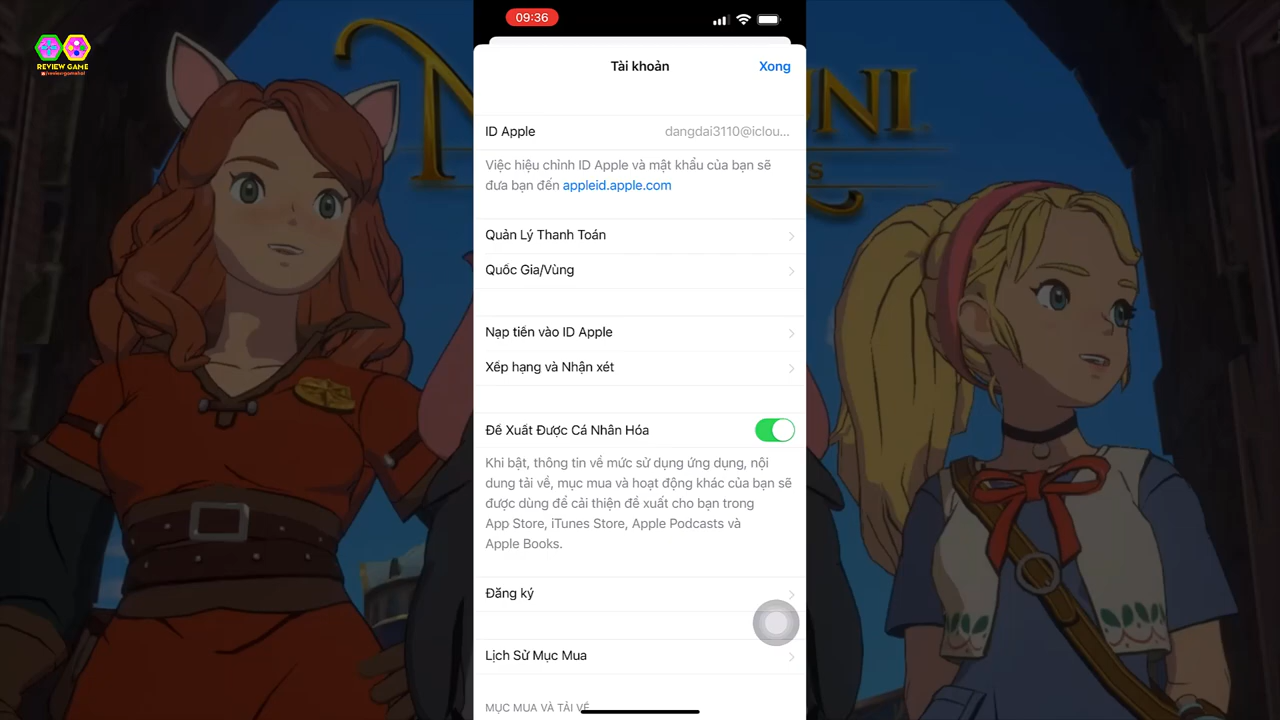 09:36
REVIEW GAME
Tài khoản
Xong
ID Apple
dangdai3110@iclou...
Việc hiệu chỉnh ID Apple và mật khẩu của bạn sẽ
đưa bạn đến appleid.apple.com
Quản Lý Thanh Toán
Quốc Gia/Vùng
Nạp tiền vào ID Apple
Xếp hạng và Nhận xét
Đề Xuất Được Cá Nhân Hóa
Khi bật, thông tin về mức sử dụng ứng dụng, nội
dung tải về, mục mua và hoạt động khác của bạn sẽ
được dùng để cải thiện đề xuất cho bạn trong
App Store, iTunes Store, Apple Podcasts và
Apple Books.
Đăng ký
Lịch Sử Mục Mua
MỤC MUA VÀ TẢI VỀ